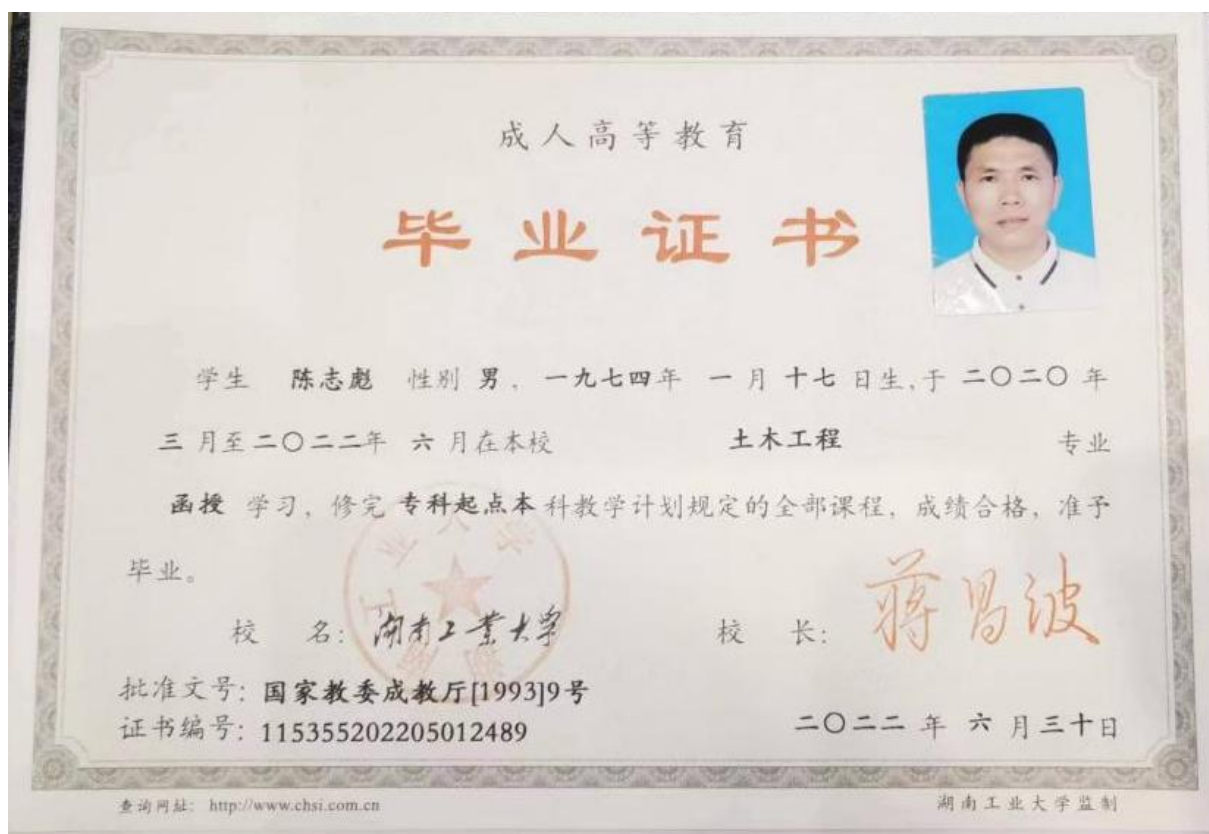 成人高等教育
毕业证书
学生 陈志彪 性别 男，一九七四年 一月十七日生,于二〇二〇年
三月至二〇二二年 六月在本校 土木工程 专业
函授 学习，修完 专科起点本 科教学计划规定的全部课程，成绩合格，准予
毕业。
校 名：湖南工业大学 校 长：蒋昌波
批准文号：国家教委成教厅[1993]9号
证书编号：115355202205012489 二〇二二年 六月三十日
查询网址：http://www.chsi.com.cn 湖南工业大学监制